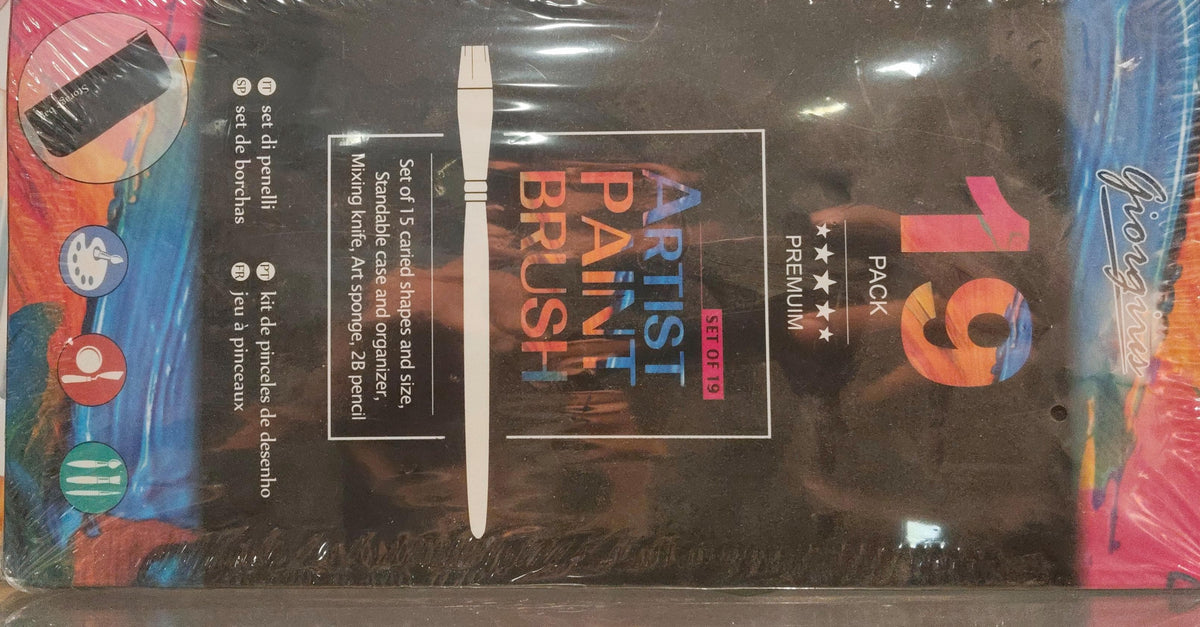 Giorgins
19
PACK
PREMUIM
SET OF 19
ARTIST
PAINT
BRUSH
Set of 15 caried shapes and size,
Standable case and organizer,
Mixing knife, Art sponge, 2B pencil
IT set di penelli
PT kit de pinceles de desenho
SP set de borchas
FR jeu à pinceaux